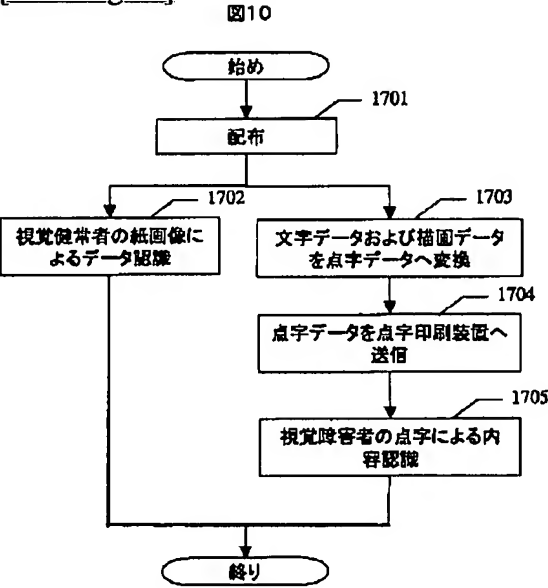 図10
始め
1701
配布
1702
視覚健常者の紙画像に
よるデータ認識
1703
文字データおよび描画データ
を点字データへ変換
1704
点字データを点字印刷装置へ
送信
1705
視覚障害者の点字による内
容認識
終り